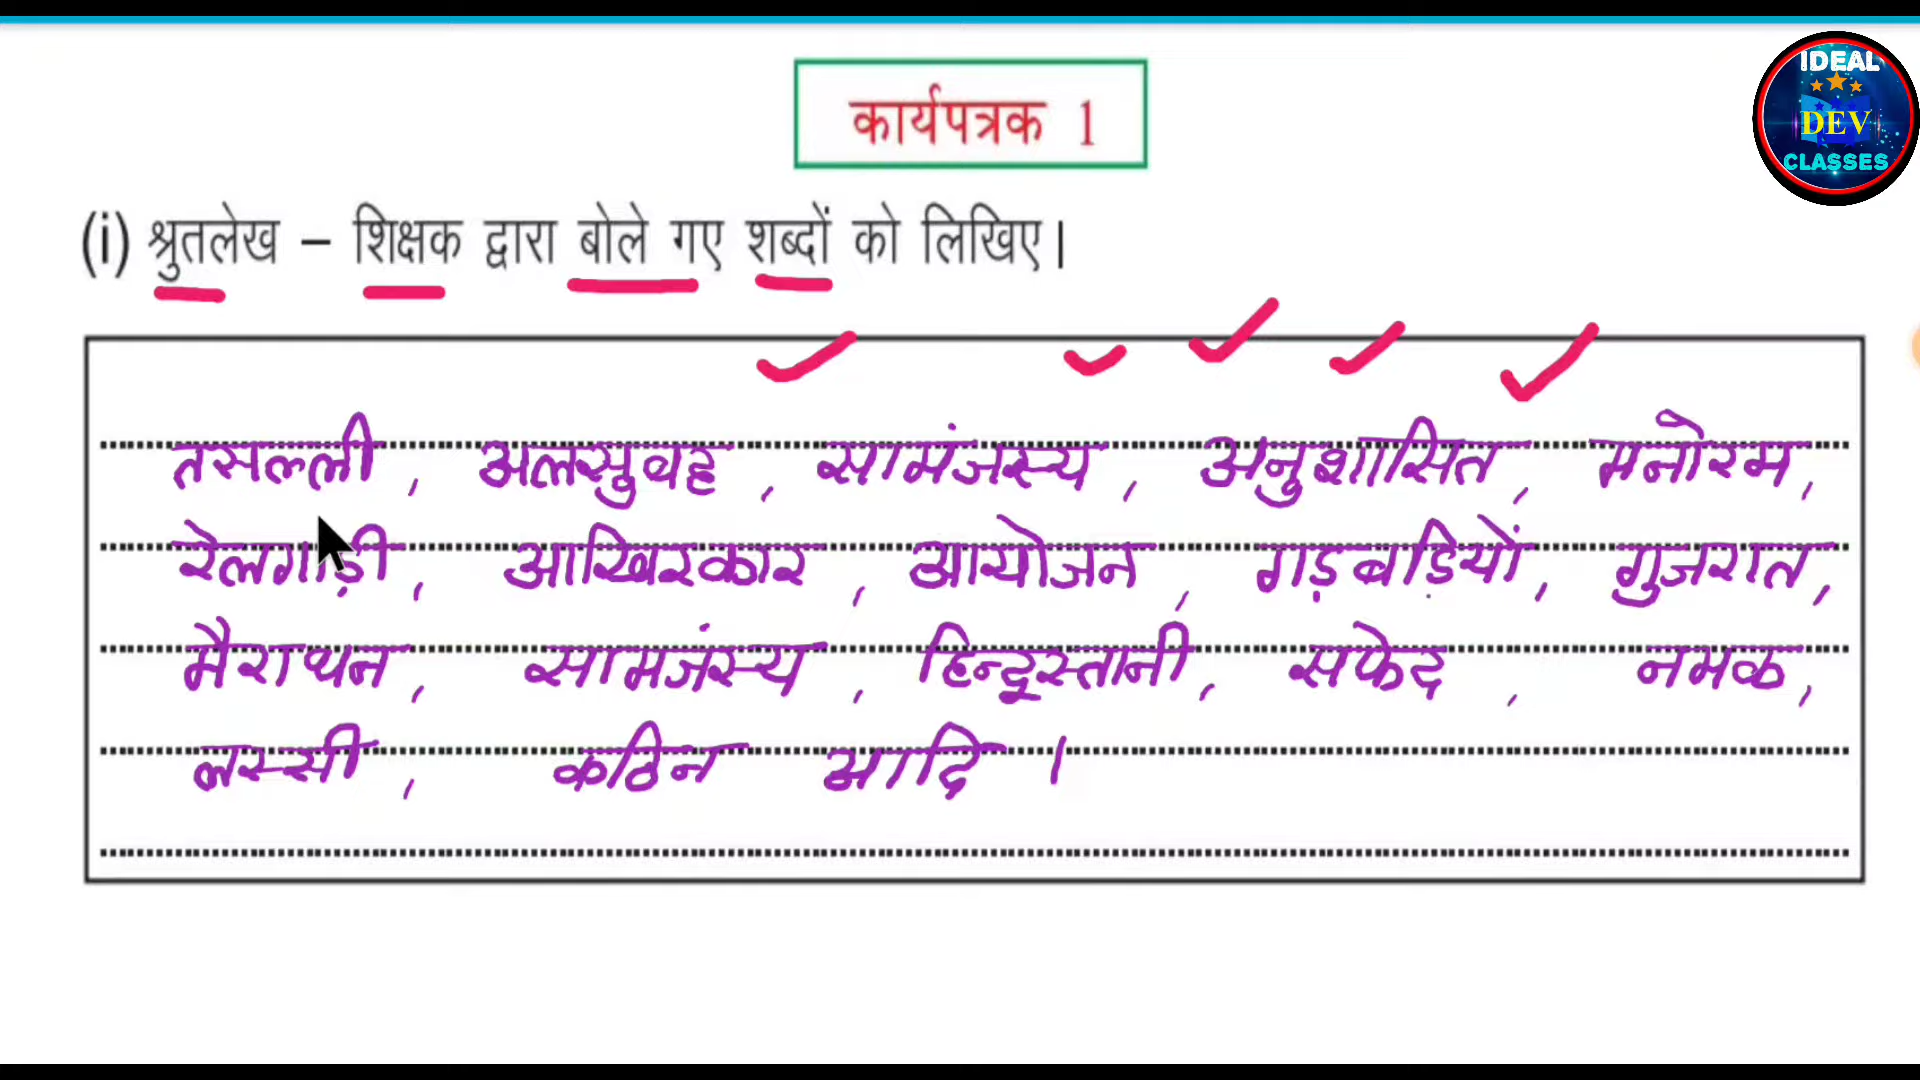 IDEAL
DEV
CLASSES
कार्यपत्रक 1
(i) श्रुतलेख – शिक्षक द्वारा बोले गए शब्दों को लिखिए।
तसल्ली, अलसुवह, सामंजस्य, अनुशासित, मनोरम,
रेलगाड़ी, आखिरकार, आयोजन, गड़बड़ियों, गुजरात,
मैराथन, सामजंस्य, हिन्दूस्तानी, सफेद, नमक,
लस्सी, कठिन आदि।